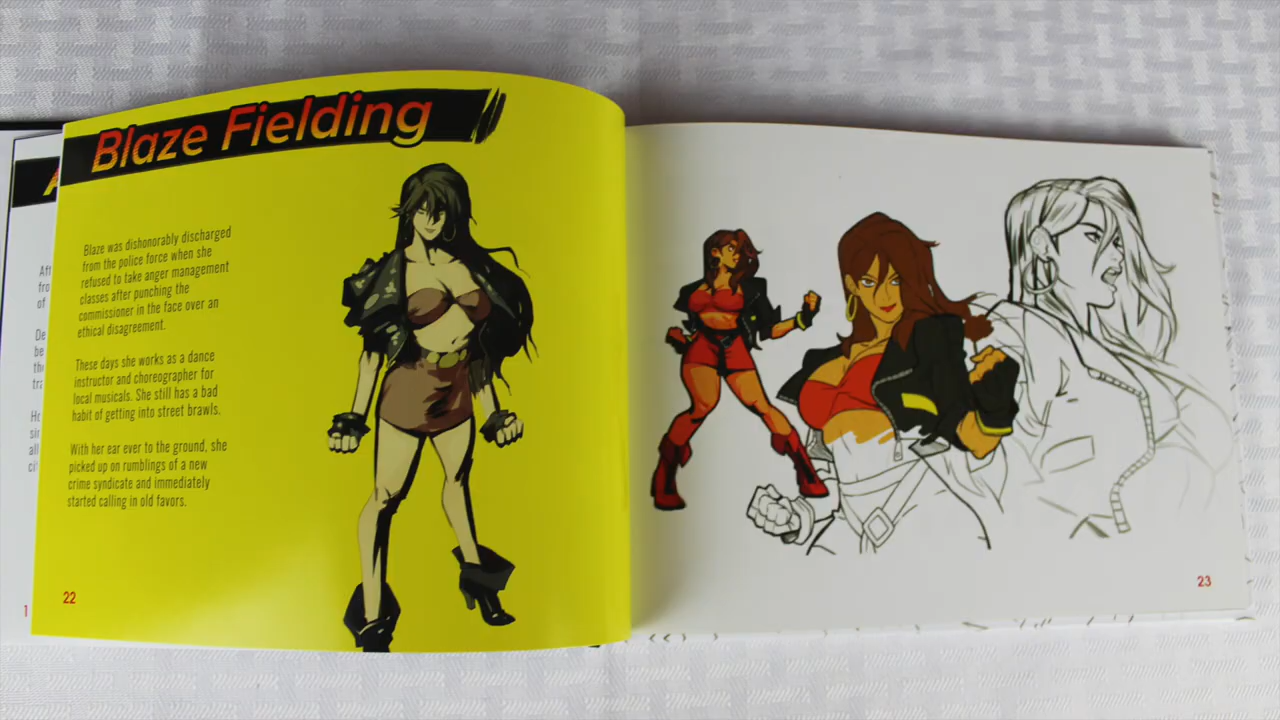 Blaze Fielding
Blaze was dishonorably discharged
from the police force when she
refused to take anger management
classes after punching the
commissioner in the face over an
ethical disagreement.
These days she works as a dance
instructor and choreographer for
local musicals. She still has a bad
habit of getting into street brawls.
With her ear ever to the ground, she
picked up on rumblings of a new
crime syndicate and immediately
started calling in old favors.
22
23